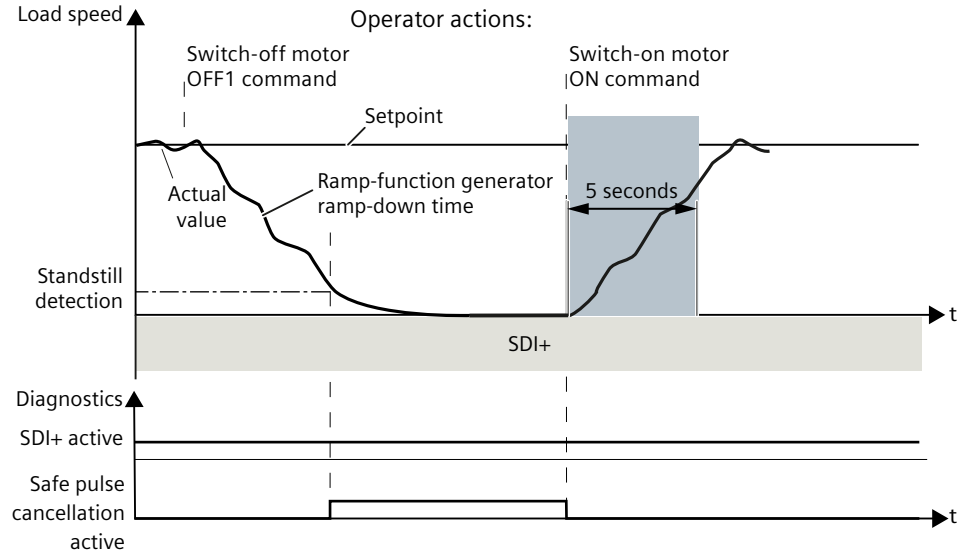 Load speed
Operator actions:
Switch-off motor
OFF1 command
Switch-on motor
ON command
Setpoint
Actual
value
Ramp-function generator
ramp-down time
5 seconds
Standstill
detection
t
SDI+
Diagnostics
SDI+ active
Safe pulse
cancellation
active
t